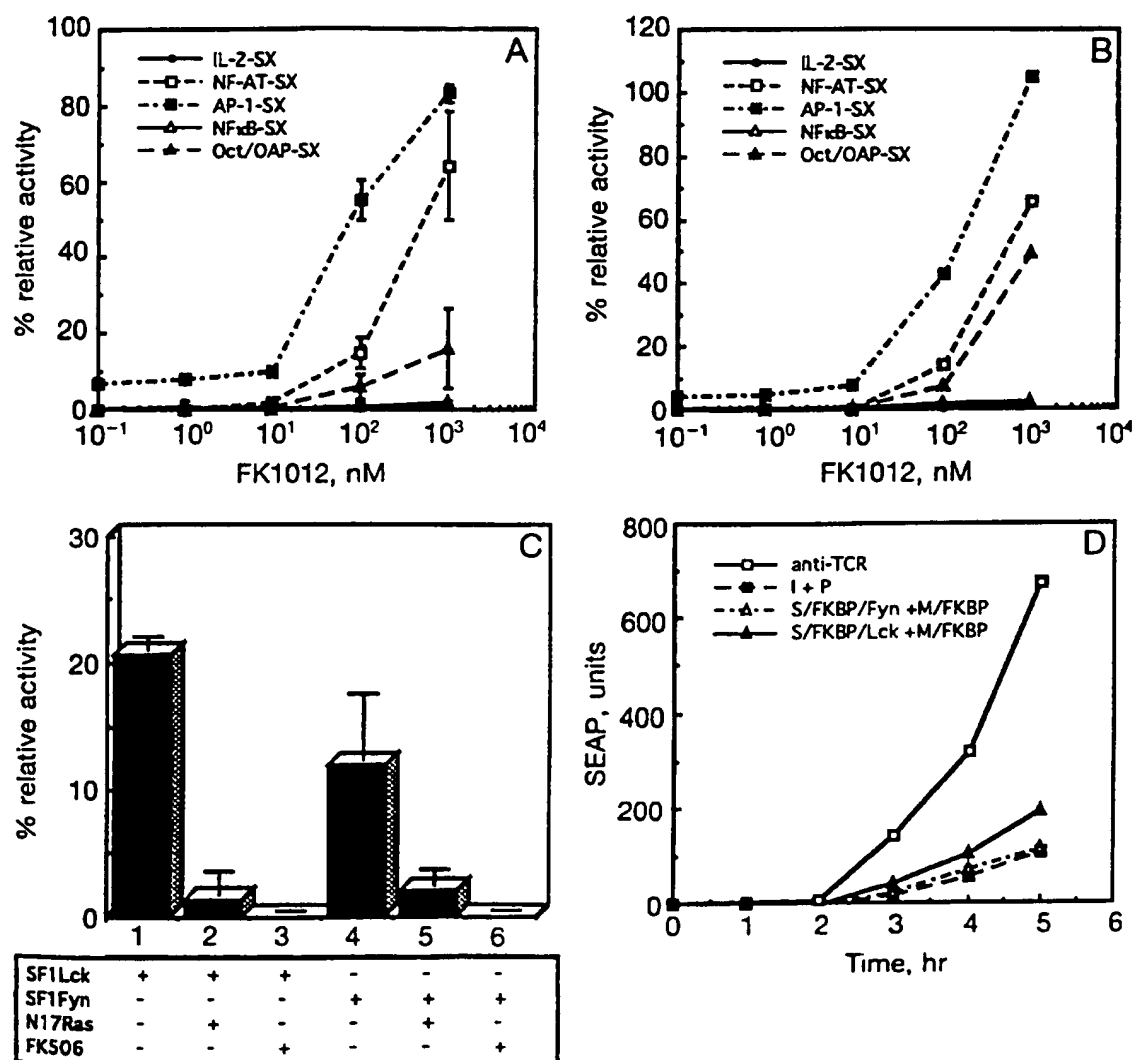 A
100
80
60
40
20
0
% relative activity
IL-2-SX
NF-AT-SX
AP-1-SX
NFκB-SX
Oct/OAP-SX
10⁻¹ 10⁰ 10¹ 10² 10³ 10⁴
FK1012, nM
B
120
100
80
60
40
20
0
% relative activity
IL-2-SX
NF-AT-SX
AP-1-SX
NFκB-SX
Oct/OAP-SX
10⁻¹ 10⁰ 10¹ 10² 10³ 10⁴
FK1012, nM
C
30
20
10
0
% relative activity
1 2 3 4 5 6
SF1Lck + + + - - -
SF1Fyn - - - + + +
N17Ras - + - - + -
FK506 - - + - - +
D
800
600
400
200
0
SEAP, units
anti-TCR
I + P
S/FKBP/Fyn +M/FKBP
S/FKBP/Lck +M/FKBP
0 1 2 3 4 5 6
Time, hr